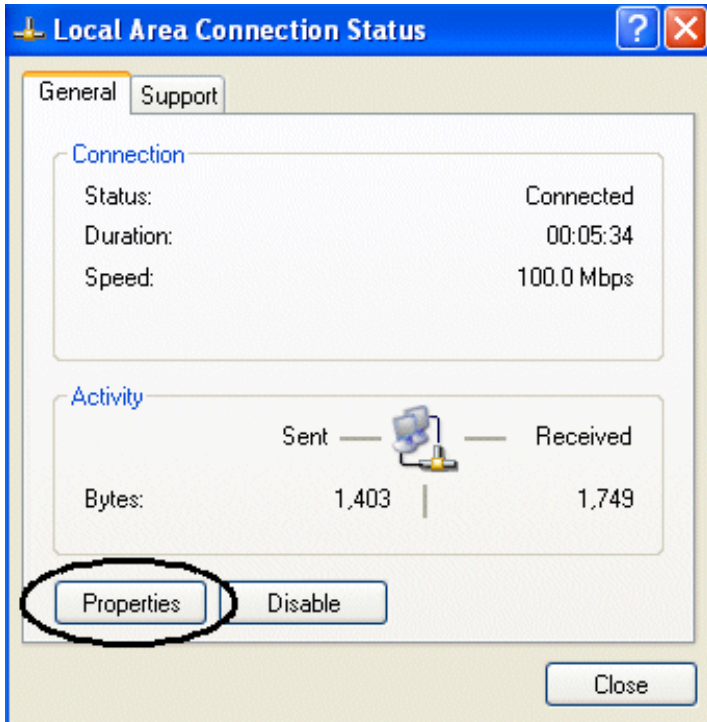 Local Area Connection Status
General Support
Connection
Status: Connected
Duration: 00:05:34
Speed: 100.0 Mbps
Activity
Sent Received
Bytes: 1,403 1,749
Properties Disable
Close